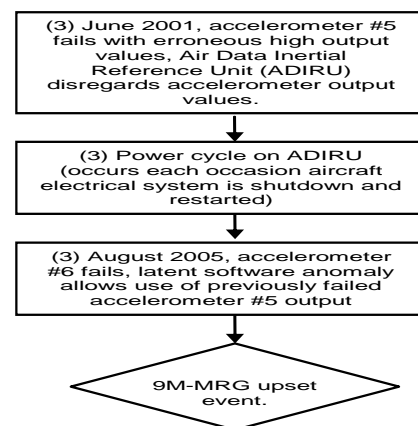 (3) June 2001, accelerometer #5
fails with erroneous high output
values, Air Data Inertial
Reference Unit (ADIRU)
disregards accelerometer output
values.
(3) Power cycle on ADIRU
(occurs each occasion aircraft
electrical system is shutdown and
restarted)
(3) August 2005, accelerometer
#6 fails, latent software anomaly
allows use of previously failed
accelerometer #5 output
9M-MRG upset
event.